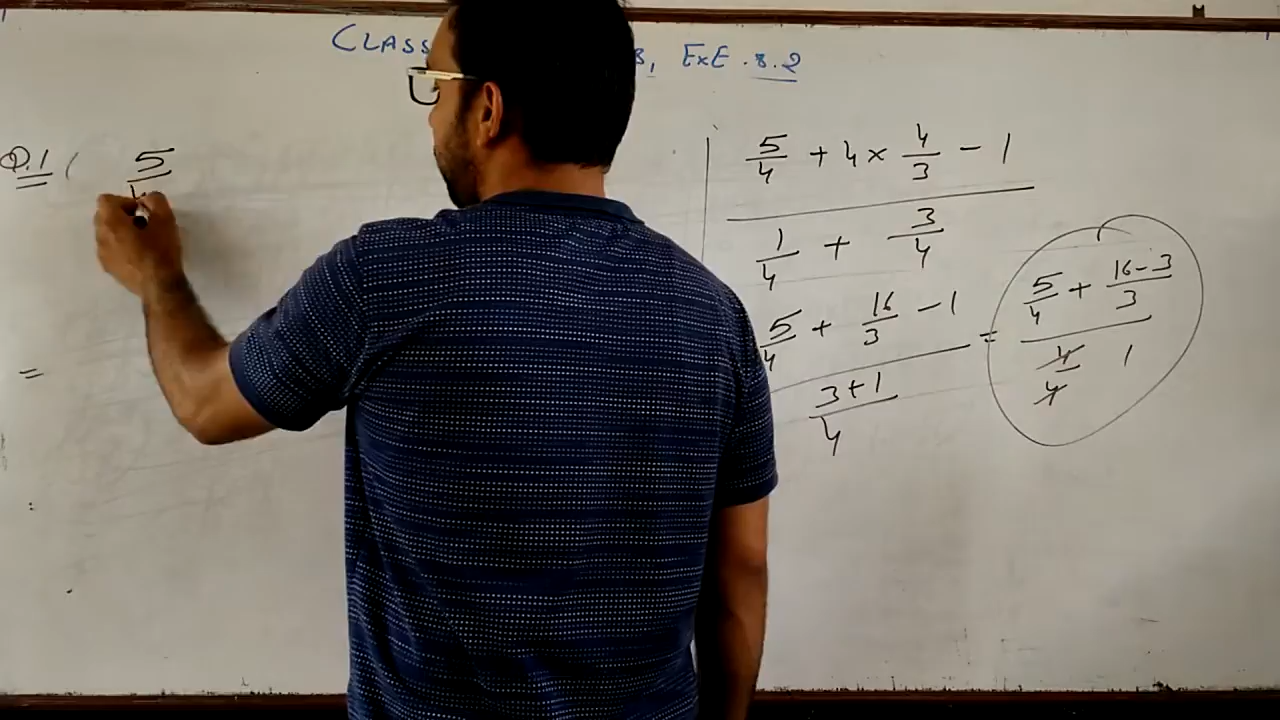 CLASS 8, EXE. 8.2
Q.1 (
5
=
5/4 + 4 × 4/3 - 1
1/4 + 3/4
5/4 + 16/3 - 1
3+1/4
= 5/4 + 16-3/3
4/4 1